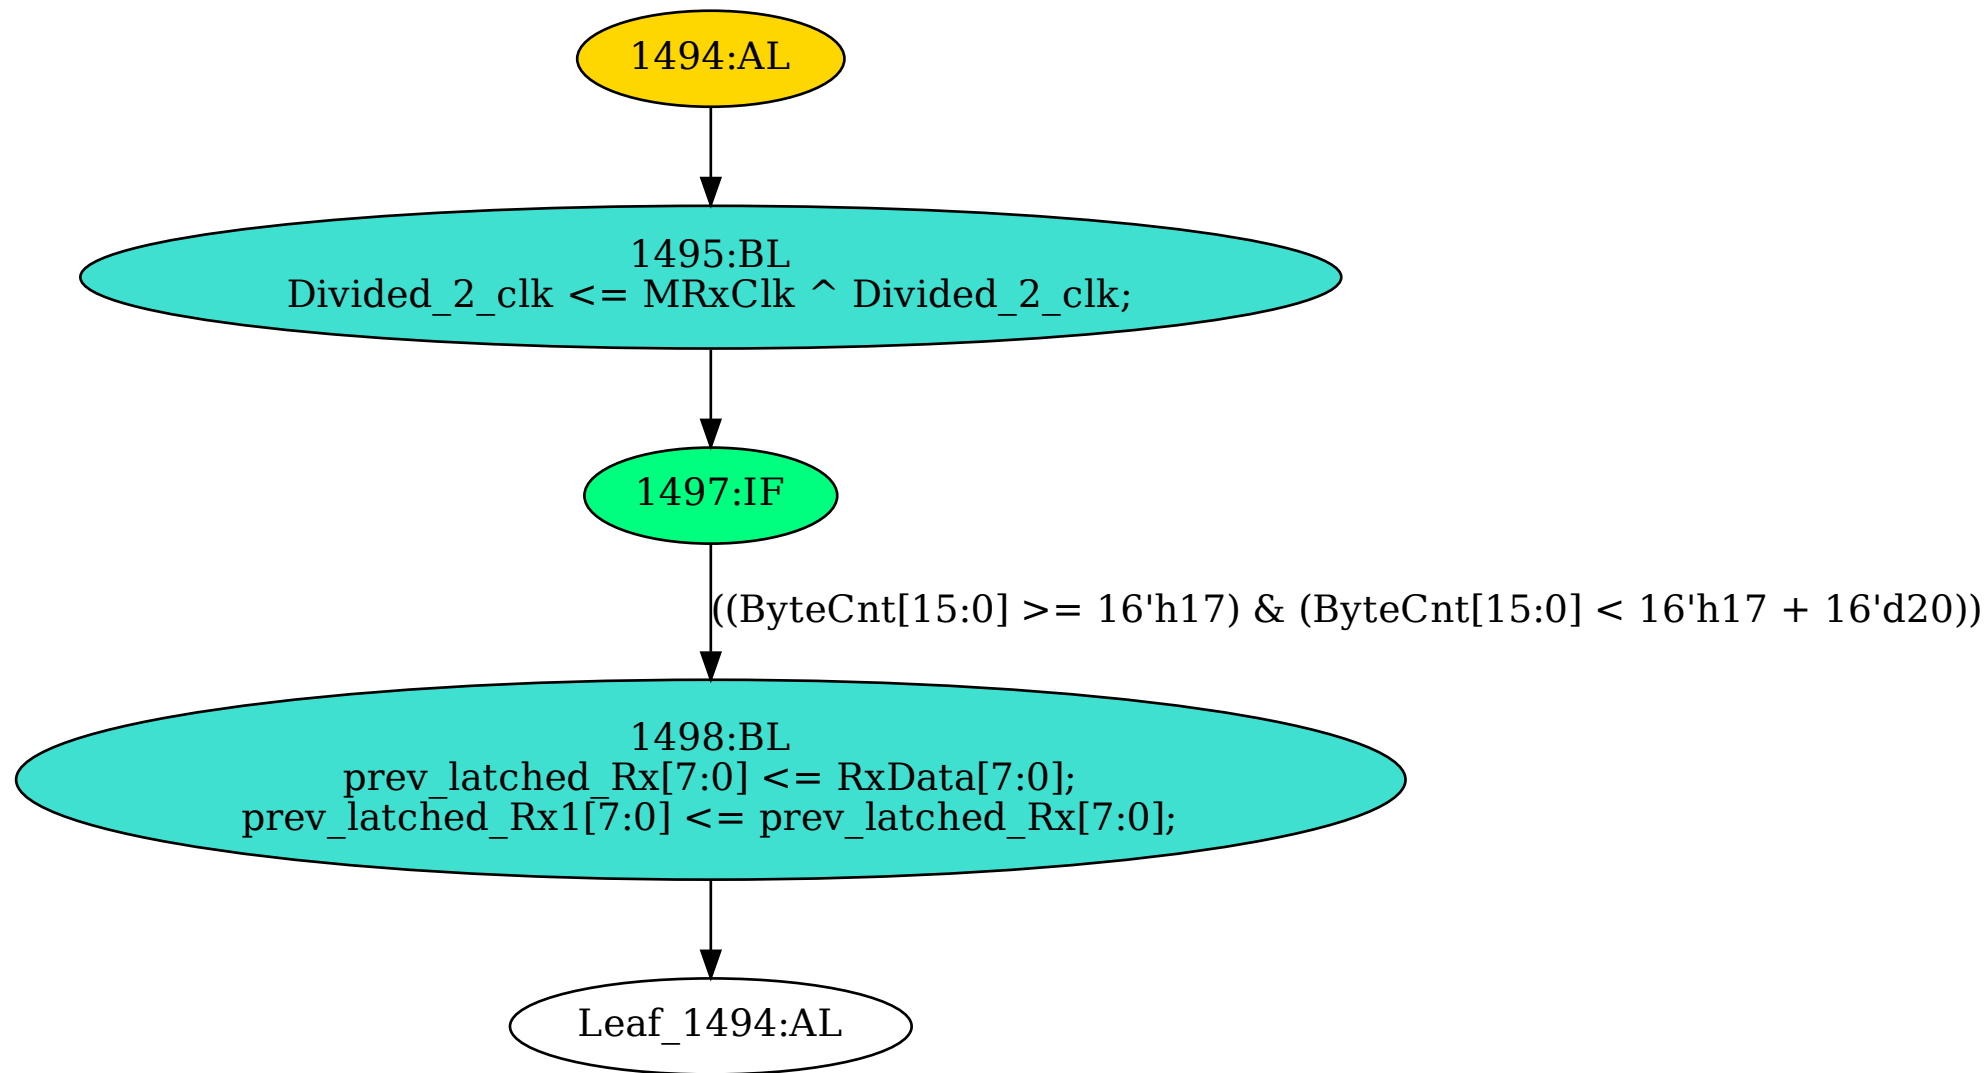 1494:AL
1495:BL
Divided_2_clk <= MRxClk ^ Divided_2_clk;
1497:IF
((ByteCnt[15:0] >= 16'h17) & (ByteCnt[15:0] < 16'h17 + 16'd20))
1498:BL
prev_latched_Rx[7:0] <= RxData[7:0];
prev_latched_Rx1[7:0] <= prev_latched_Rx[7:0];
Leaf_1494:AL